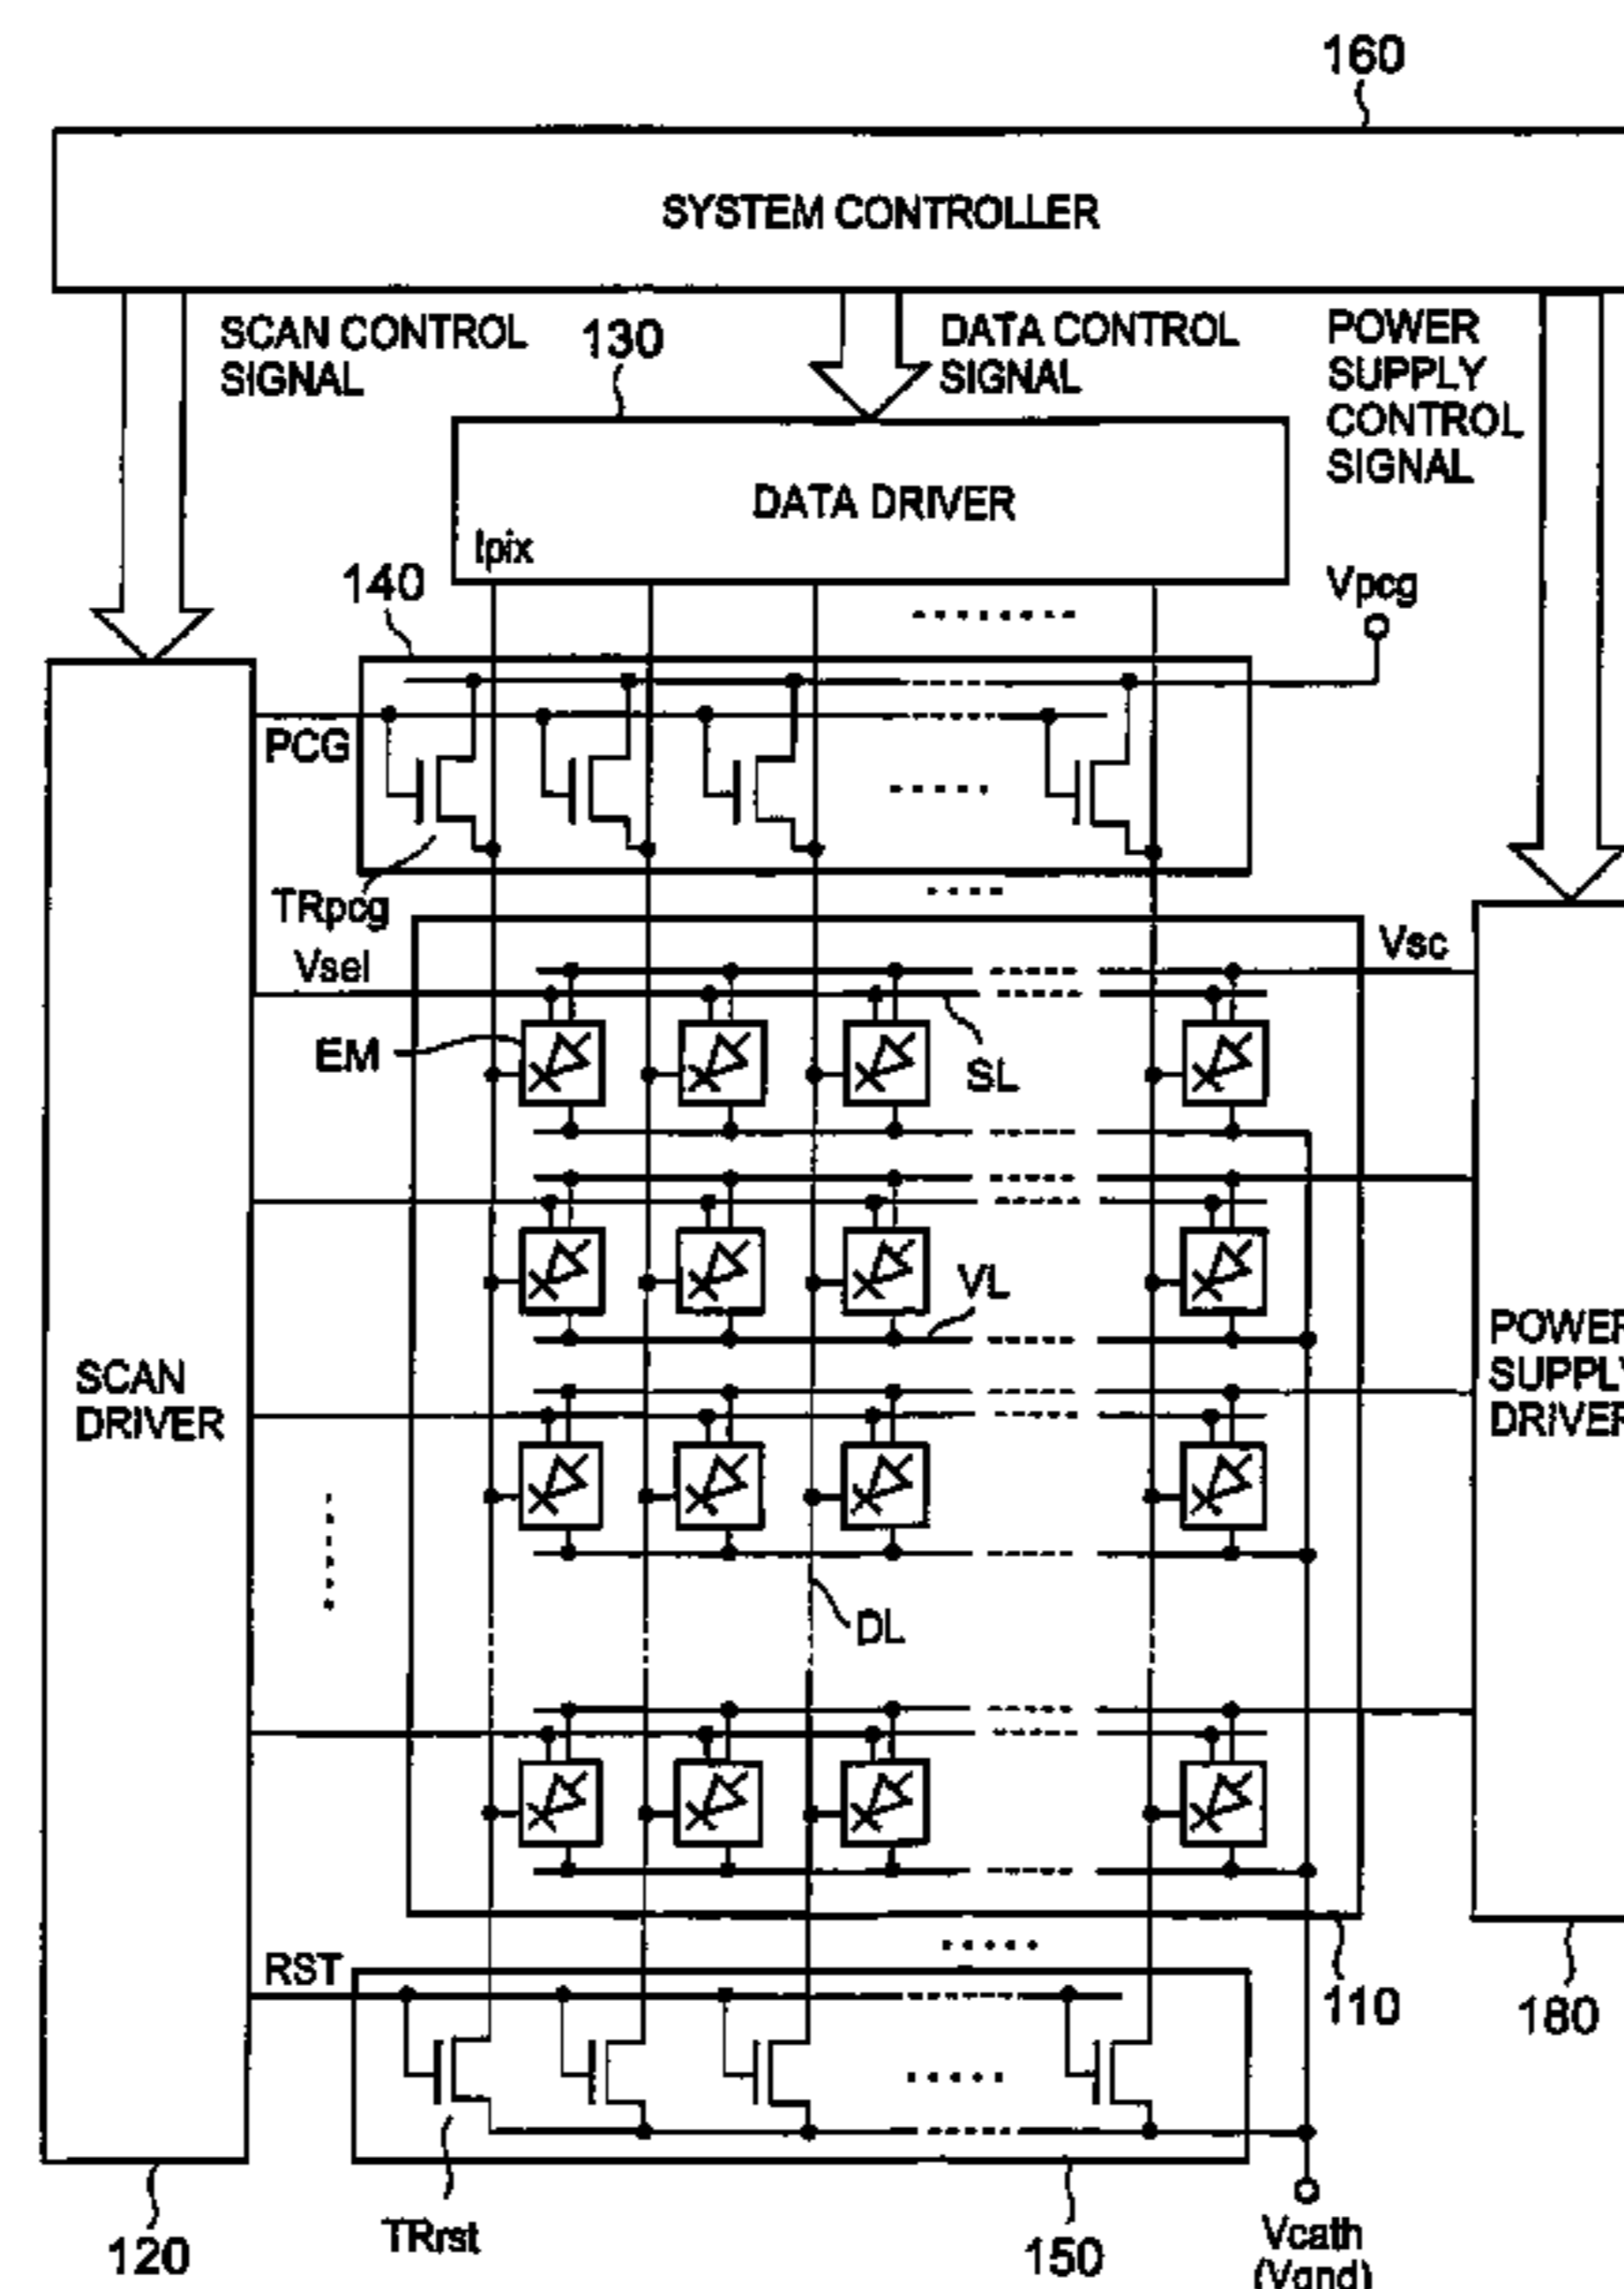 160
SYSTEM CONTROLLER
SCAN CONTROL
SIGNAL
130
DATA CONTROL
SIGNAL
POWER
SUPPLY
CONTROL
SIGNAL
DATA DRIVER
Ipix
140
Vpcg
PCG
TRpcg
Vsel
Vsc
EM
SL
VL
SCAN
DRIVER
POWER
SUPPLY
DRIVER
DL
RST
110
180
120
TRrst
150
Vcath
(Vgnd)